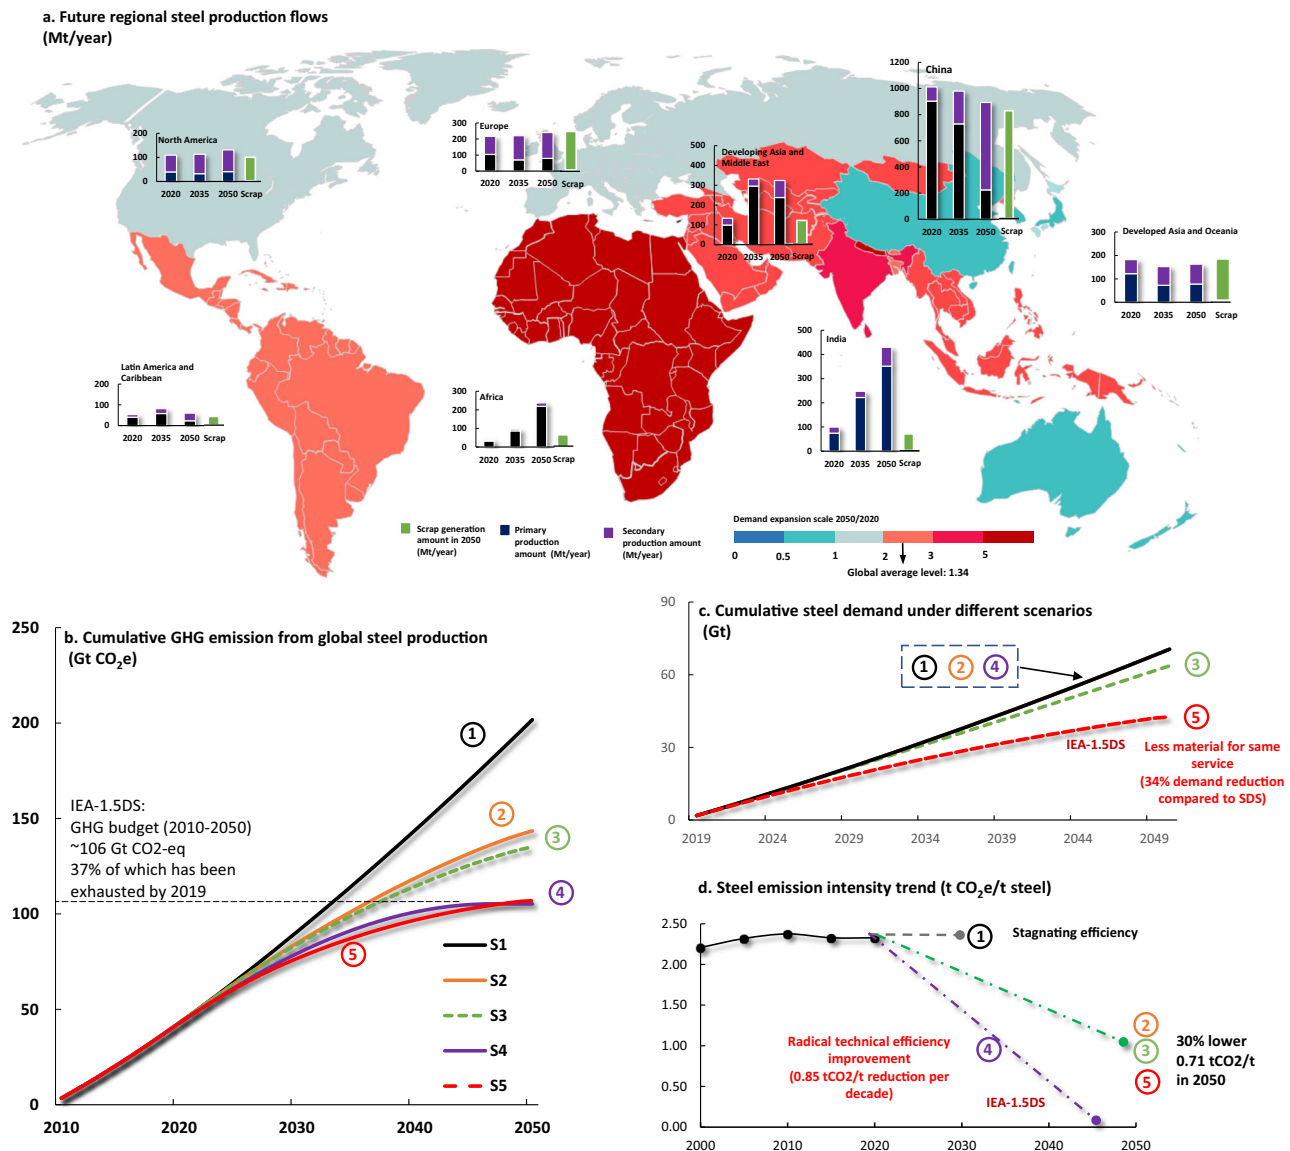 a. Future regional steel production flows
(Mt/year)
North America
200
100
0
2020 2035 2050 Scrap
Europe
300
200
100
0
2020 2035 2050 Scrap
Developing Asia and
Middle East
500
400
300
200
100
0
2020 2035 2050 Scrap
China
1200
1000
800
600
400
200
0
2020 2035 2050 Scrap
Developed Asia and Oceania
300
200
100
0
2020 2035 2050 Scrap
Latin America and
Caribbean
200
100
0
2020 2035 2050 Scrap
Africa
300
200
100
0
2020 2035 2050 Scrap
India
500
400
300
200
100
0
2020 2035 2050 Scrap
Scrap generation
amount in 2050
(Mt/year)
Primary
production
amount (Mt/year)
Secondary
production amount
(Mt/year)
Demand expansion scale 2050/2020
0 0.5 1 2 3 5
Global average level: 1.34
b. Cumulative GHG emission from global steel production
(Gt CO2e)
250
200
150
100
50
0
2010 2020 2030 2040 2050
IEA-1.5DS:
GHG budget (2010-2050)
~106 Gt CO2-eq
37% of which has been
exhausted by 2019
1
2
3
4
5
S1
S2
S3
S4
S5
c. Cumulative steel demand under different scenarios
(Gt)
90
60
30
0
2019 2024 2029 2034 2039 2044 2049
1 2 4
3
5
IEA-1.5DS
Less material for same
service
(34% demand reduction
compared to SDS)
d. Steel emission intensity trend (t CO2e/t steel)
2.50
2.00
1.50
1.00
0.50
0.00
2000 2010 2020 2030 2040 2050
1
Stagnating efficiency
Radical technical efficiency
improvement
(0.85 tCO2/t reduction per
decade)
4
IEA-1.5DS
2
3
5
30% lower
0.71 tCO2/t
in 2050